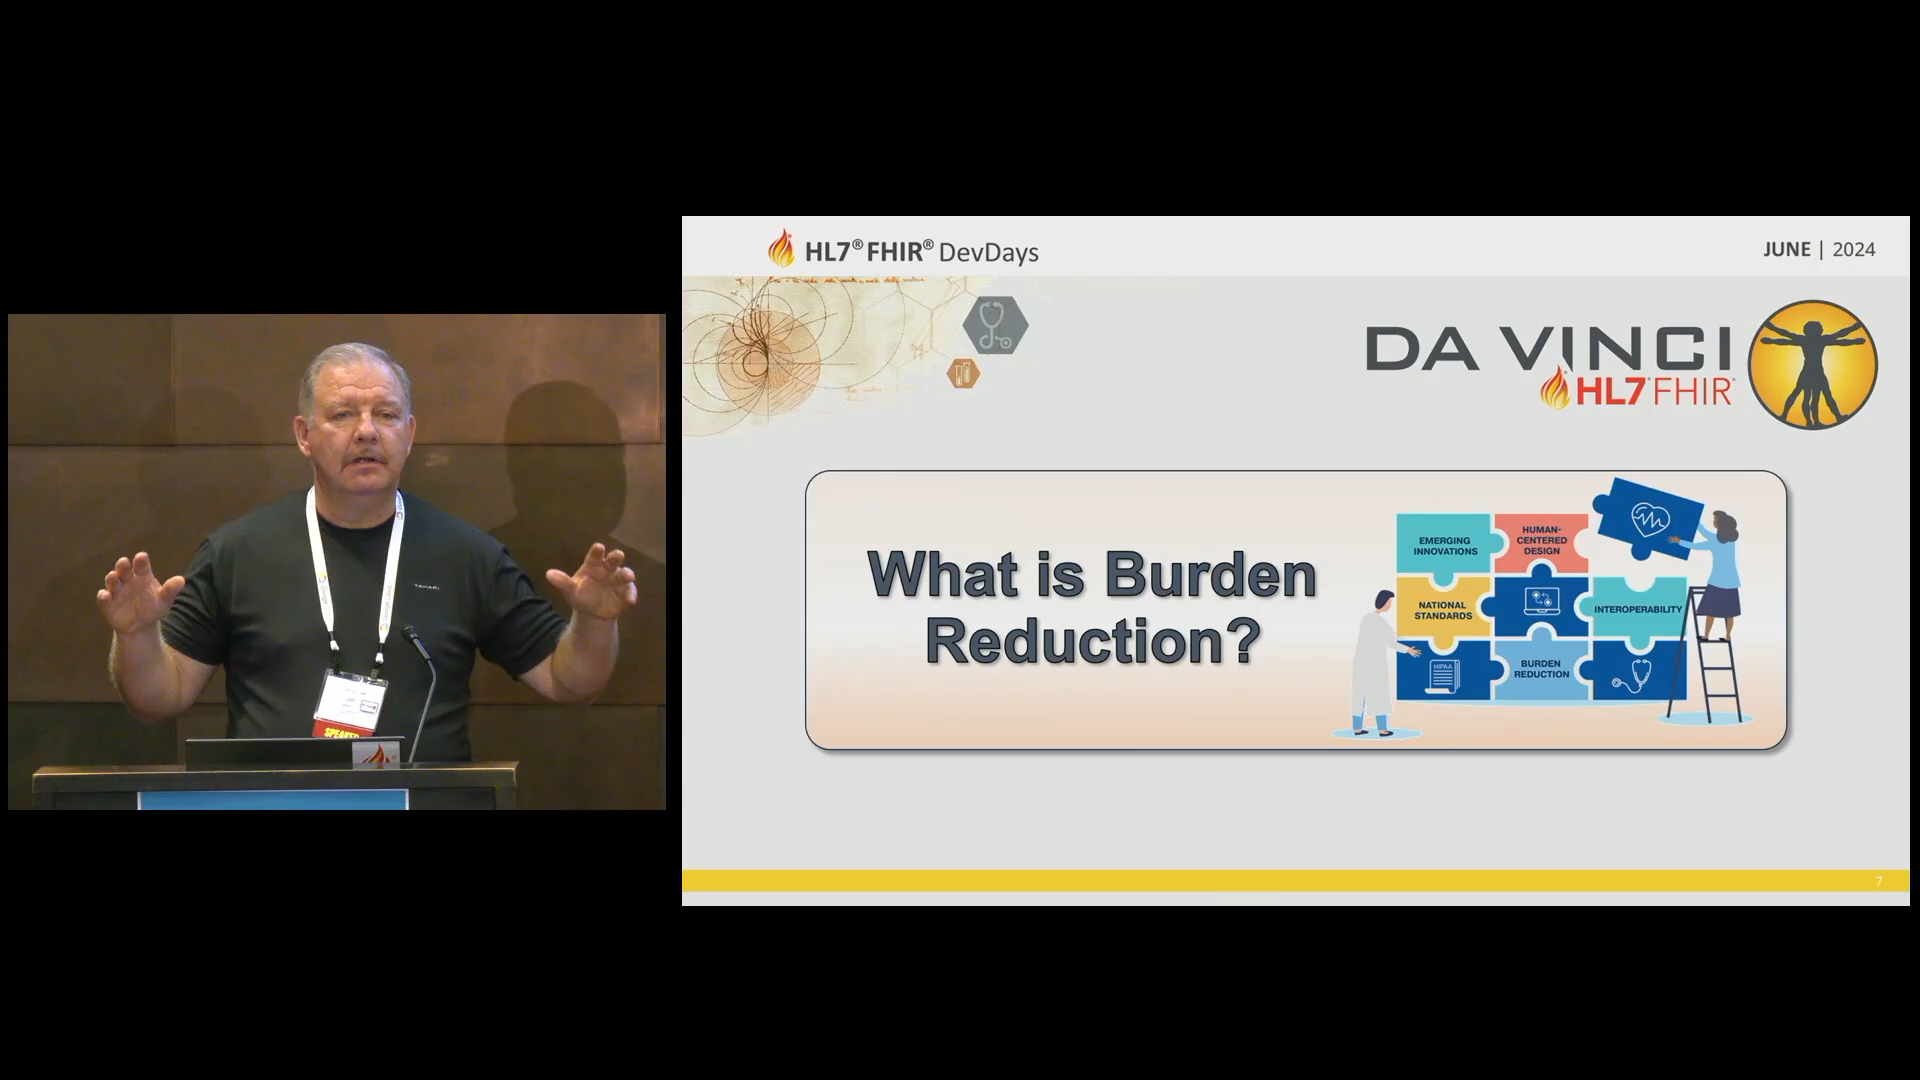 HL7® FHIR® DevDays
JUNE | 2024
DA VINCI
HL7 FHIR
What is Burden
Reduction?
EMERGING
INNOVATIONS
HUMAN-
CENTERED
DESIGN
NATIONAL
STANDARDS
INTEROPERABILITY
HIPAA
BURDEN
REDUCTION
7
TAHARI
SPEAKER